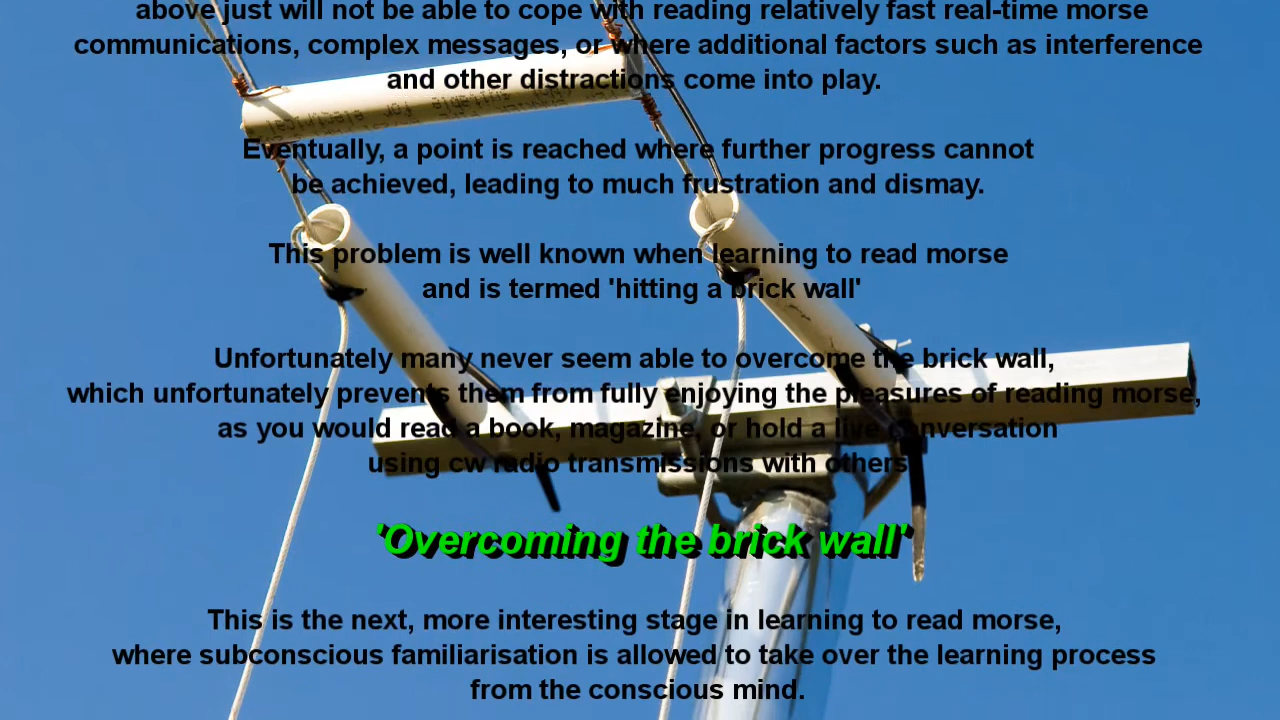 above just will not be able to cope with reading relatively fast real-time morse
communications, complex messages, or where additional factors such as interference
and other distractions come into play.
Eventually, a point is reached where further progress cannot
be achieved, leading to much frustration and dismay.
This problem is well known when learning to read morse
and is termed 'hitting a brick wall'
Unfortunately many never seem able to overcome the brick wall,
which unfortunately prevents them from fully enjoying the pleasures of reading morse,
as you would read a book, magazine, or hold a live conversation
using cw radio transmissions with others
'Overcoming the brick wall'
This is the next, more interesting stage in learning to read morse,
where subconscious familiarisation is allowed to take over the learning process
from the conscious mind.